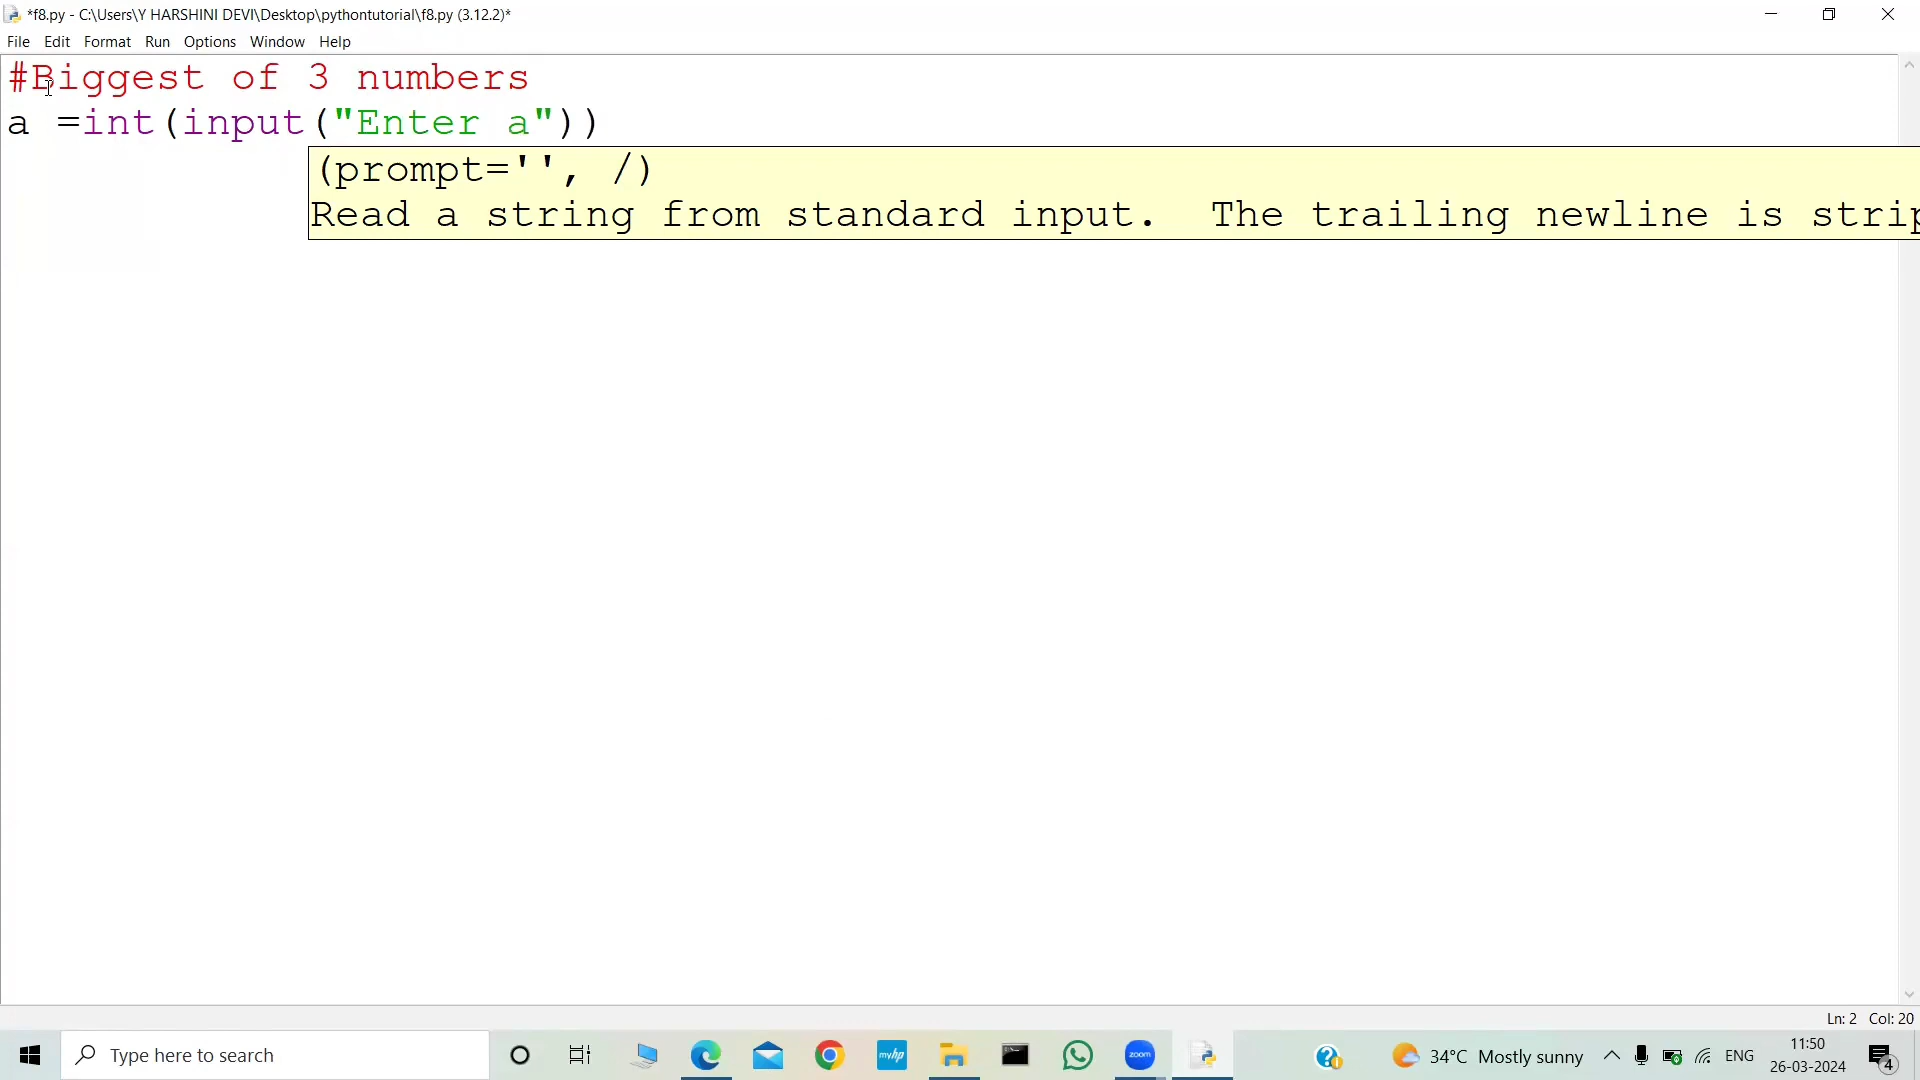 *f8.py - C:\Users\Y HARSHINI DEVI\Desktop\pythontutorial\f8.py (3.12.2)*
File Edit Format Run Options Window Help
#Biggest of 3 numbers
a =int(input("Enter a"))
(prompt='', /)
Read a string from standard input.  The trailing newline is strip
Ln: 2 Col: 20
Type here to search
myhp
zoom
34°C Mostly sunny
ENG
11:50
26-03-2024
4